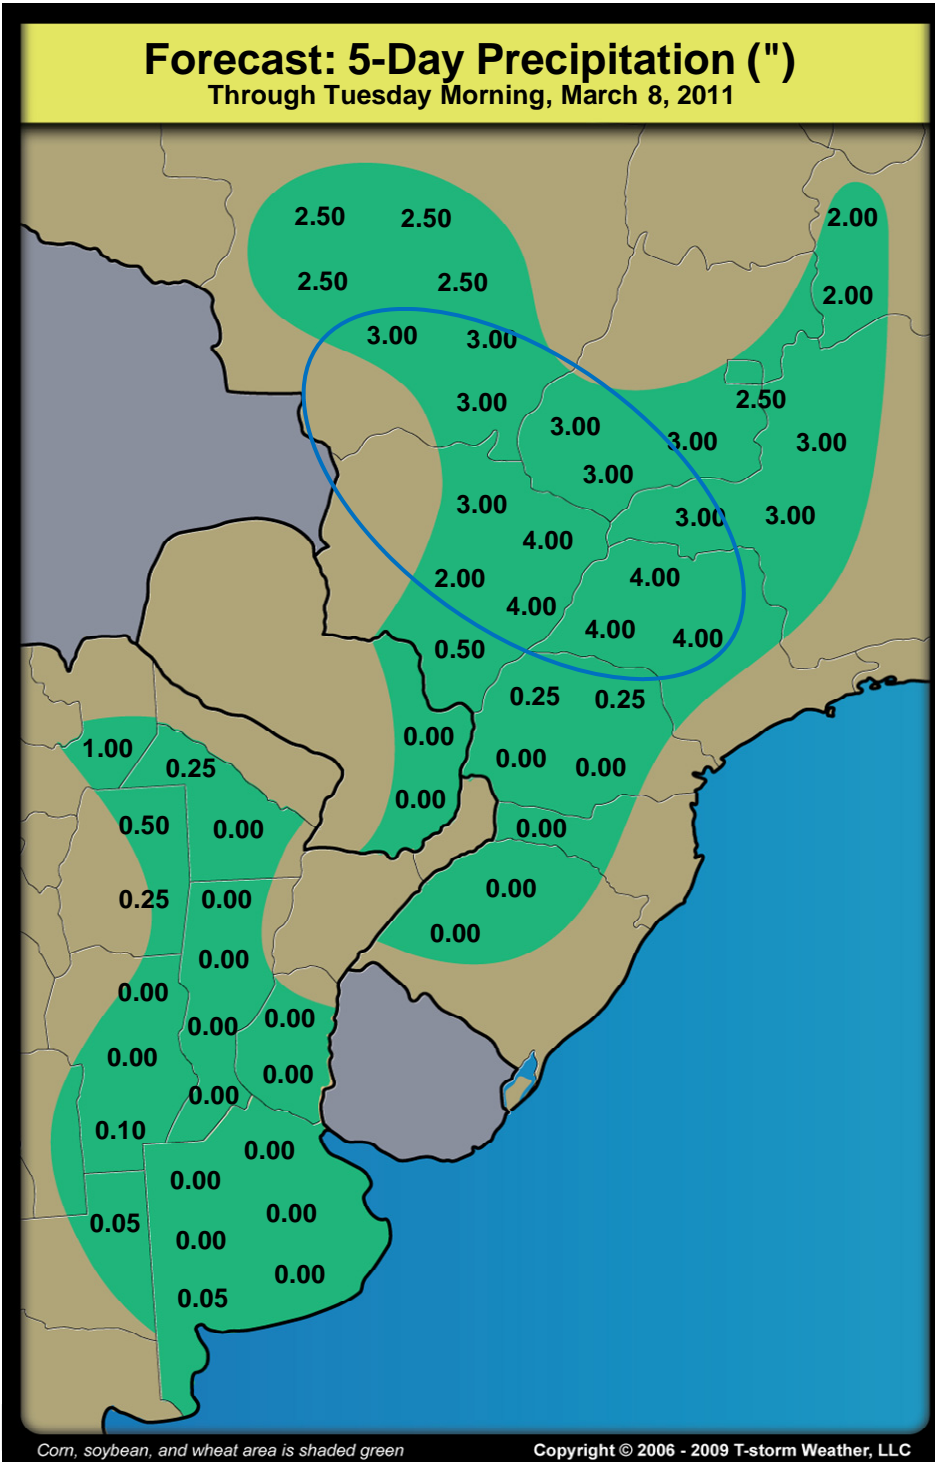 Forecast: 5-Day Precipitation (")
Through Tuesday Morning, March 8, 2011
2.50 2.50 2.00
2.50 2.50 2.00
3.00 3.00
3.00 2.50
3.00 3.00 3.00
3.00
3.00 3.00 3.00
4.00
2.00 4.00
4.00
4.00 4.00
0.50
0.25 0.25
0.00
1.00 0.00
0.25 0.00
0.00
0.50 0.00 0.00
0.25 0.00 0.00
0.00
0.00
0.00
0.00 0.00
0.00
0.00 0.00
0.00
0.10
0.00
0.00
0.05 0.00
0.00
0.00
0.05
Corn, soybean, and wheat area is shaded green
Copyright © 2006 - 2009 T-storm Weather, LLC